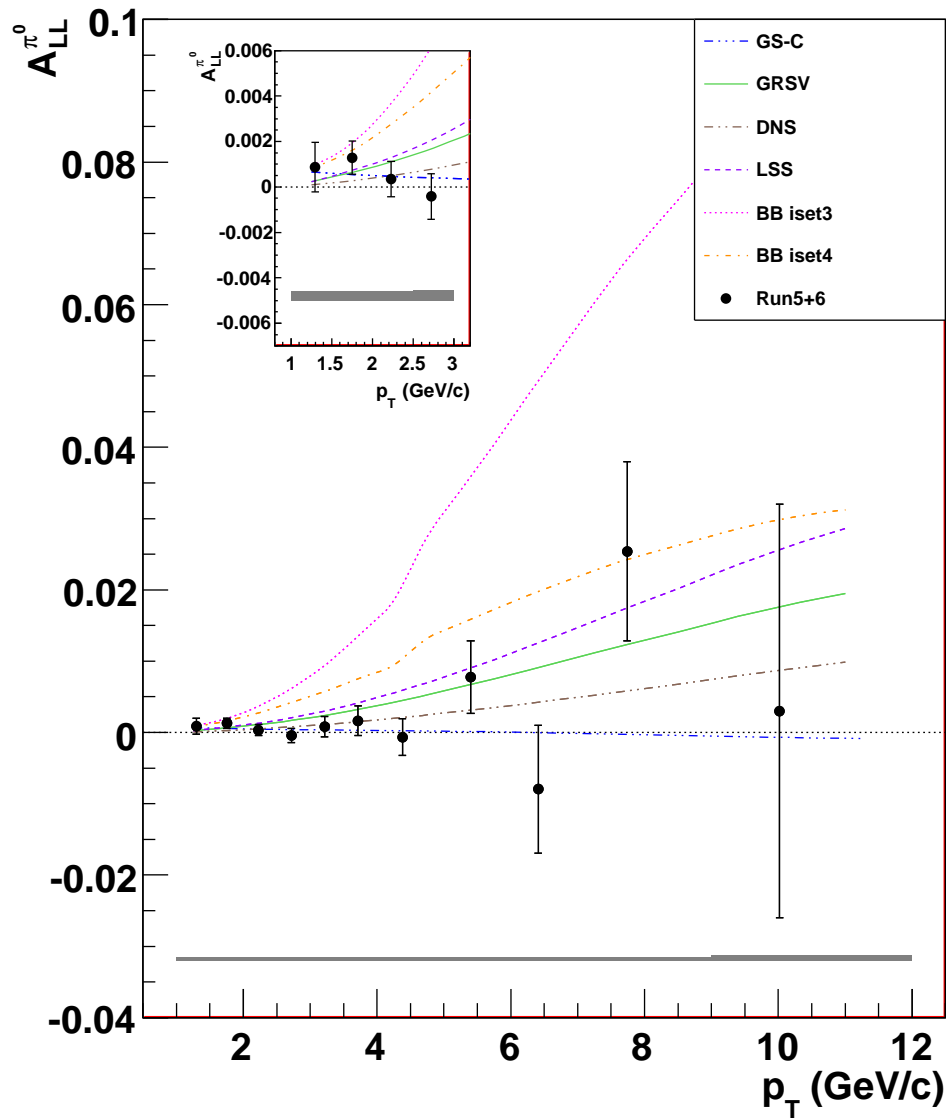 A_LL^π^0
0.1
0.08
0.06
0.04
0.02
0
-0.02
-0.04
2
4
6
8
10
12
p_T (GeV/c)
A_LL^π^0
0.006
0.004
0.002
0
-0.002
-0.004
-0.006
1
1.5
2
2.5
3
p_T (GeV/c)
GS-C
GRSV
DNS
LSS
BB iset3
BB iset4
Run5+6